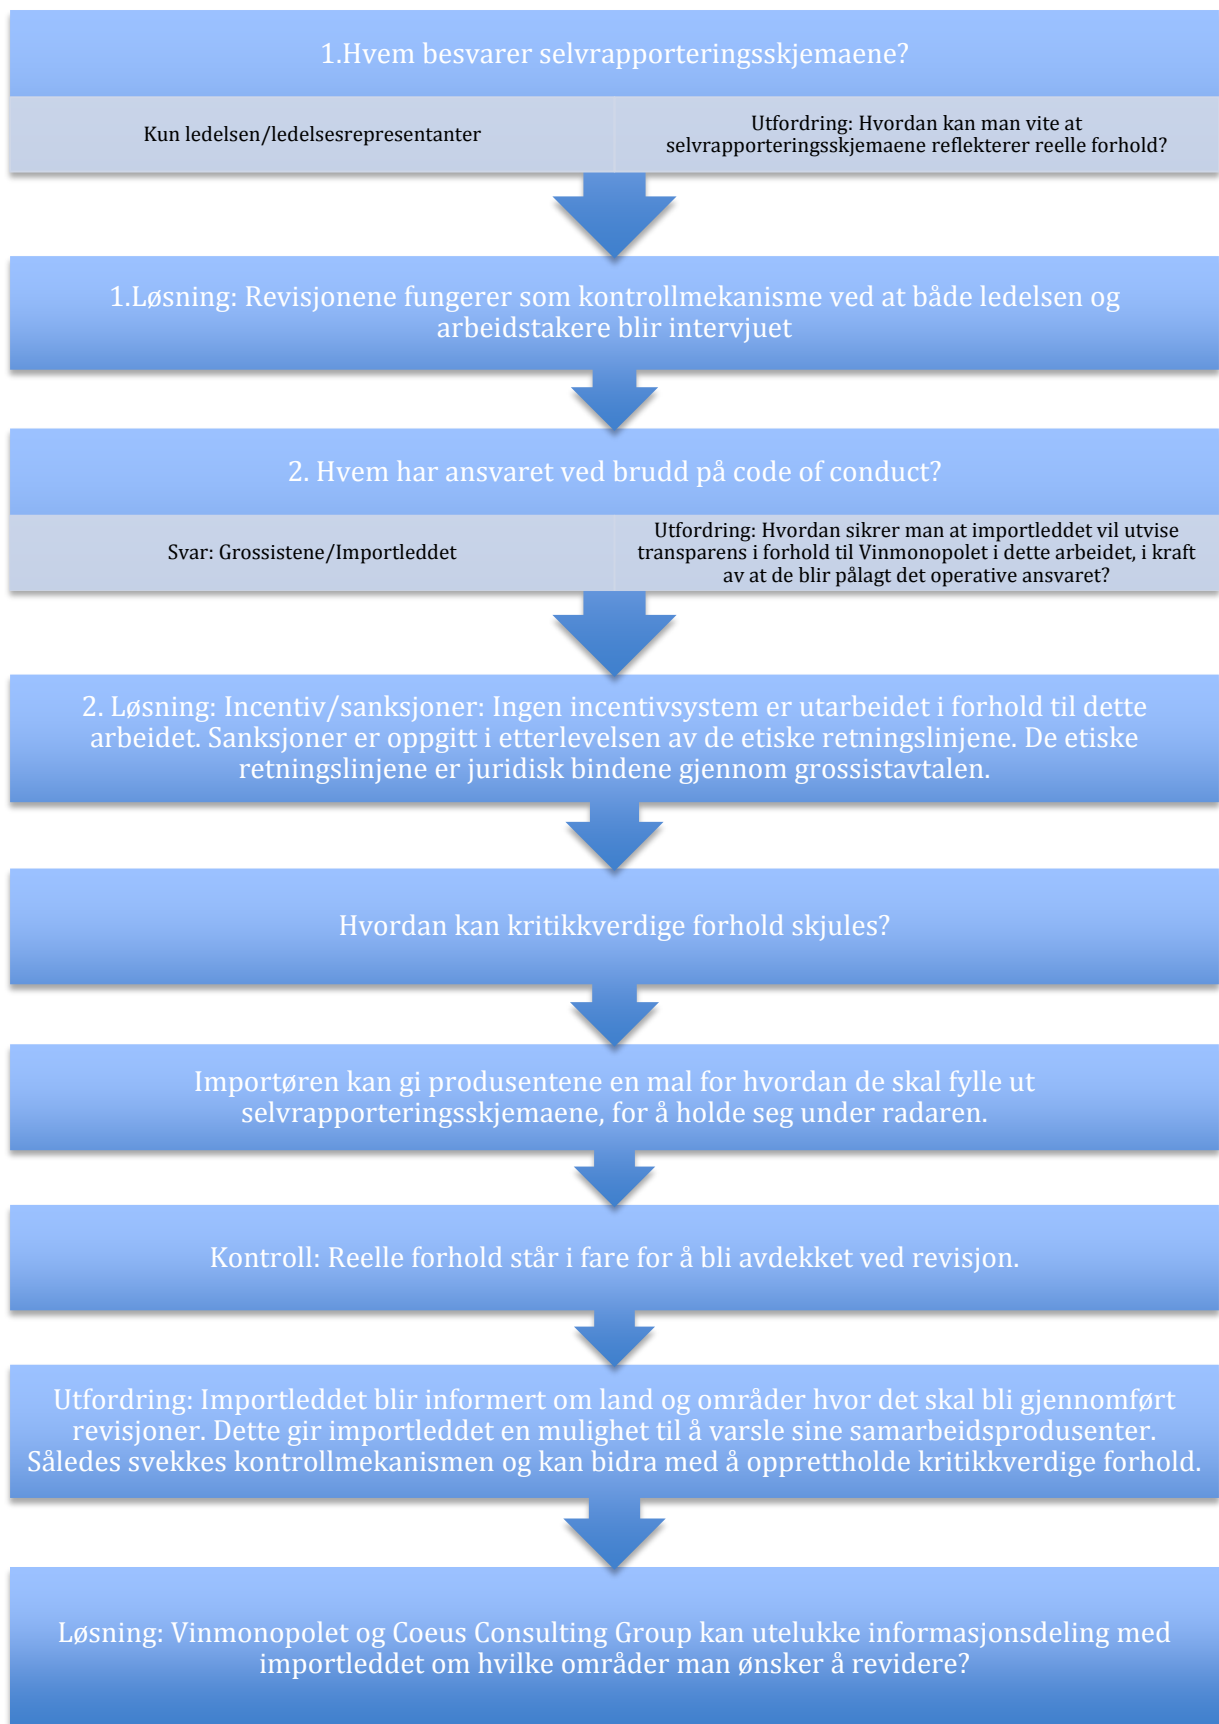 1.Hvem besvarer selvrapporteringsskjemaene?
Kun ledelsen/ledelsesrepresentanter
Utfordring: Hvordan kan man vite at
selvrapporteringsskjemaene reflekterer reelle forhold?
1.Løsning: Revisjonene fungerer som kontrollmekanisme ved at både ledelsen og
arbeidstakere blir intervjuet
2. Hvem har ansvaret ved brudd på code of conduct?
Svar: Grossistene/Importleddet
Utfordring: Hvordan sikrer man at importleddet vil utvise
transparens i forhold til Vinmonopolet i dette arbeidet, i kraft
av at de blir pålagt det operative ansvaret?
2. Løsning: Incentiv/sanksjoner: Ingen incentivsystem er utarbeidet i forhold til dette
arbeidet. Sanksjoner er oppgitt i etterlevelsen av de etiske retningslinjene. De etiske
retningslinjene er juridisk bindene gjennom grossistavtalen.
Hvordan kan kritikkverdige forhold skjules?
Importøren kan gi produsentene en mal for hvordan de skal fylle ut
selvrapporteringsskjemaene, for å holde seg under radaren.
Kontroll: Reelle forhold står i fare for å bli avdekket ved revisjon.
Utfordring: Importleddet blir informert om land og områder hvor det skal bli gjennomført
revisjoner. Dette gir importleddet en mulighet til å varsle sine samarbeidsprodusenter.
Således svekkes kontrollmekanismen og kan bidra med å opprettholde kritikkverdige forhold.
Løsning: Vinmonopolet og Coeus Consulting Group kan utelukke informasjonsdeling med
importleddet om hvilke områder man ønsker å revidere?